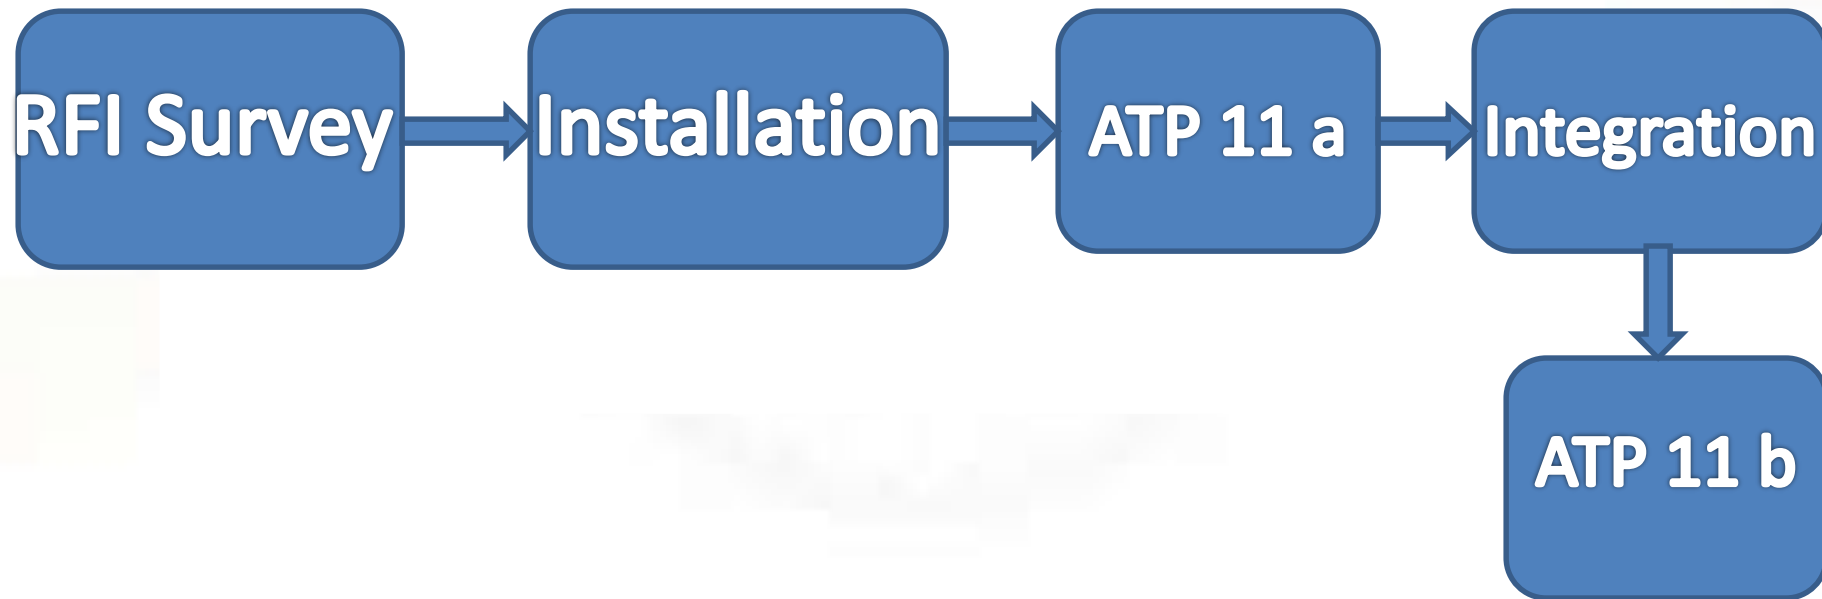 RFI Survey
Installation
ATP 11 a
Integration
ATP 11 b